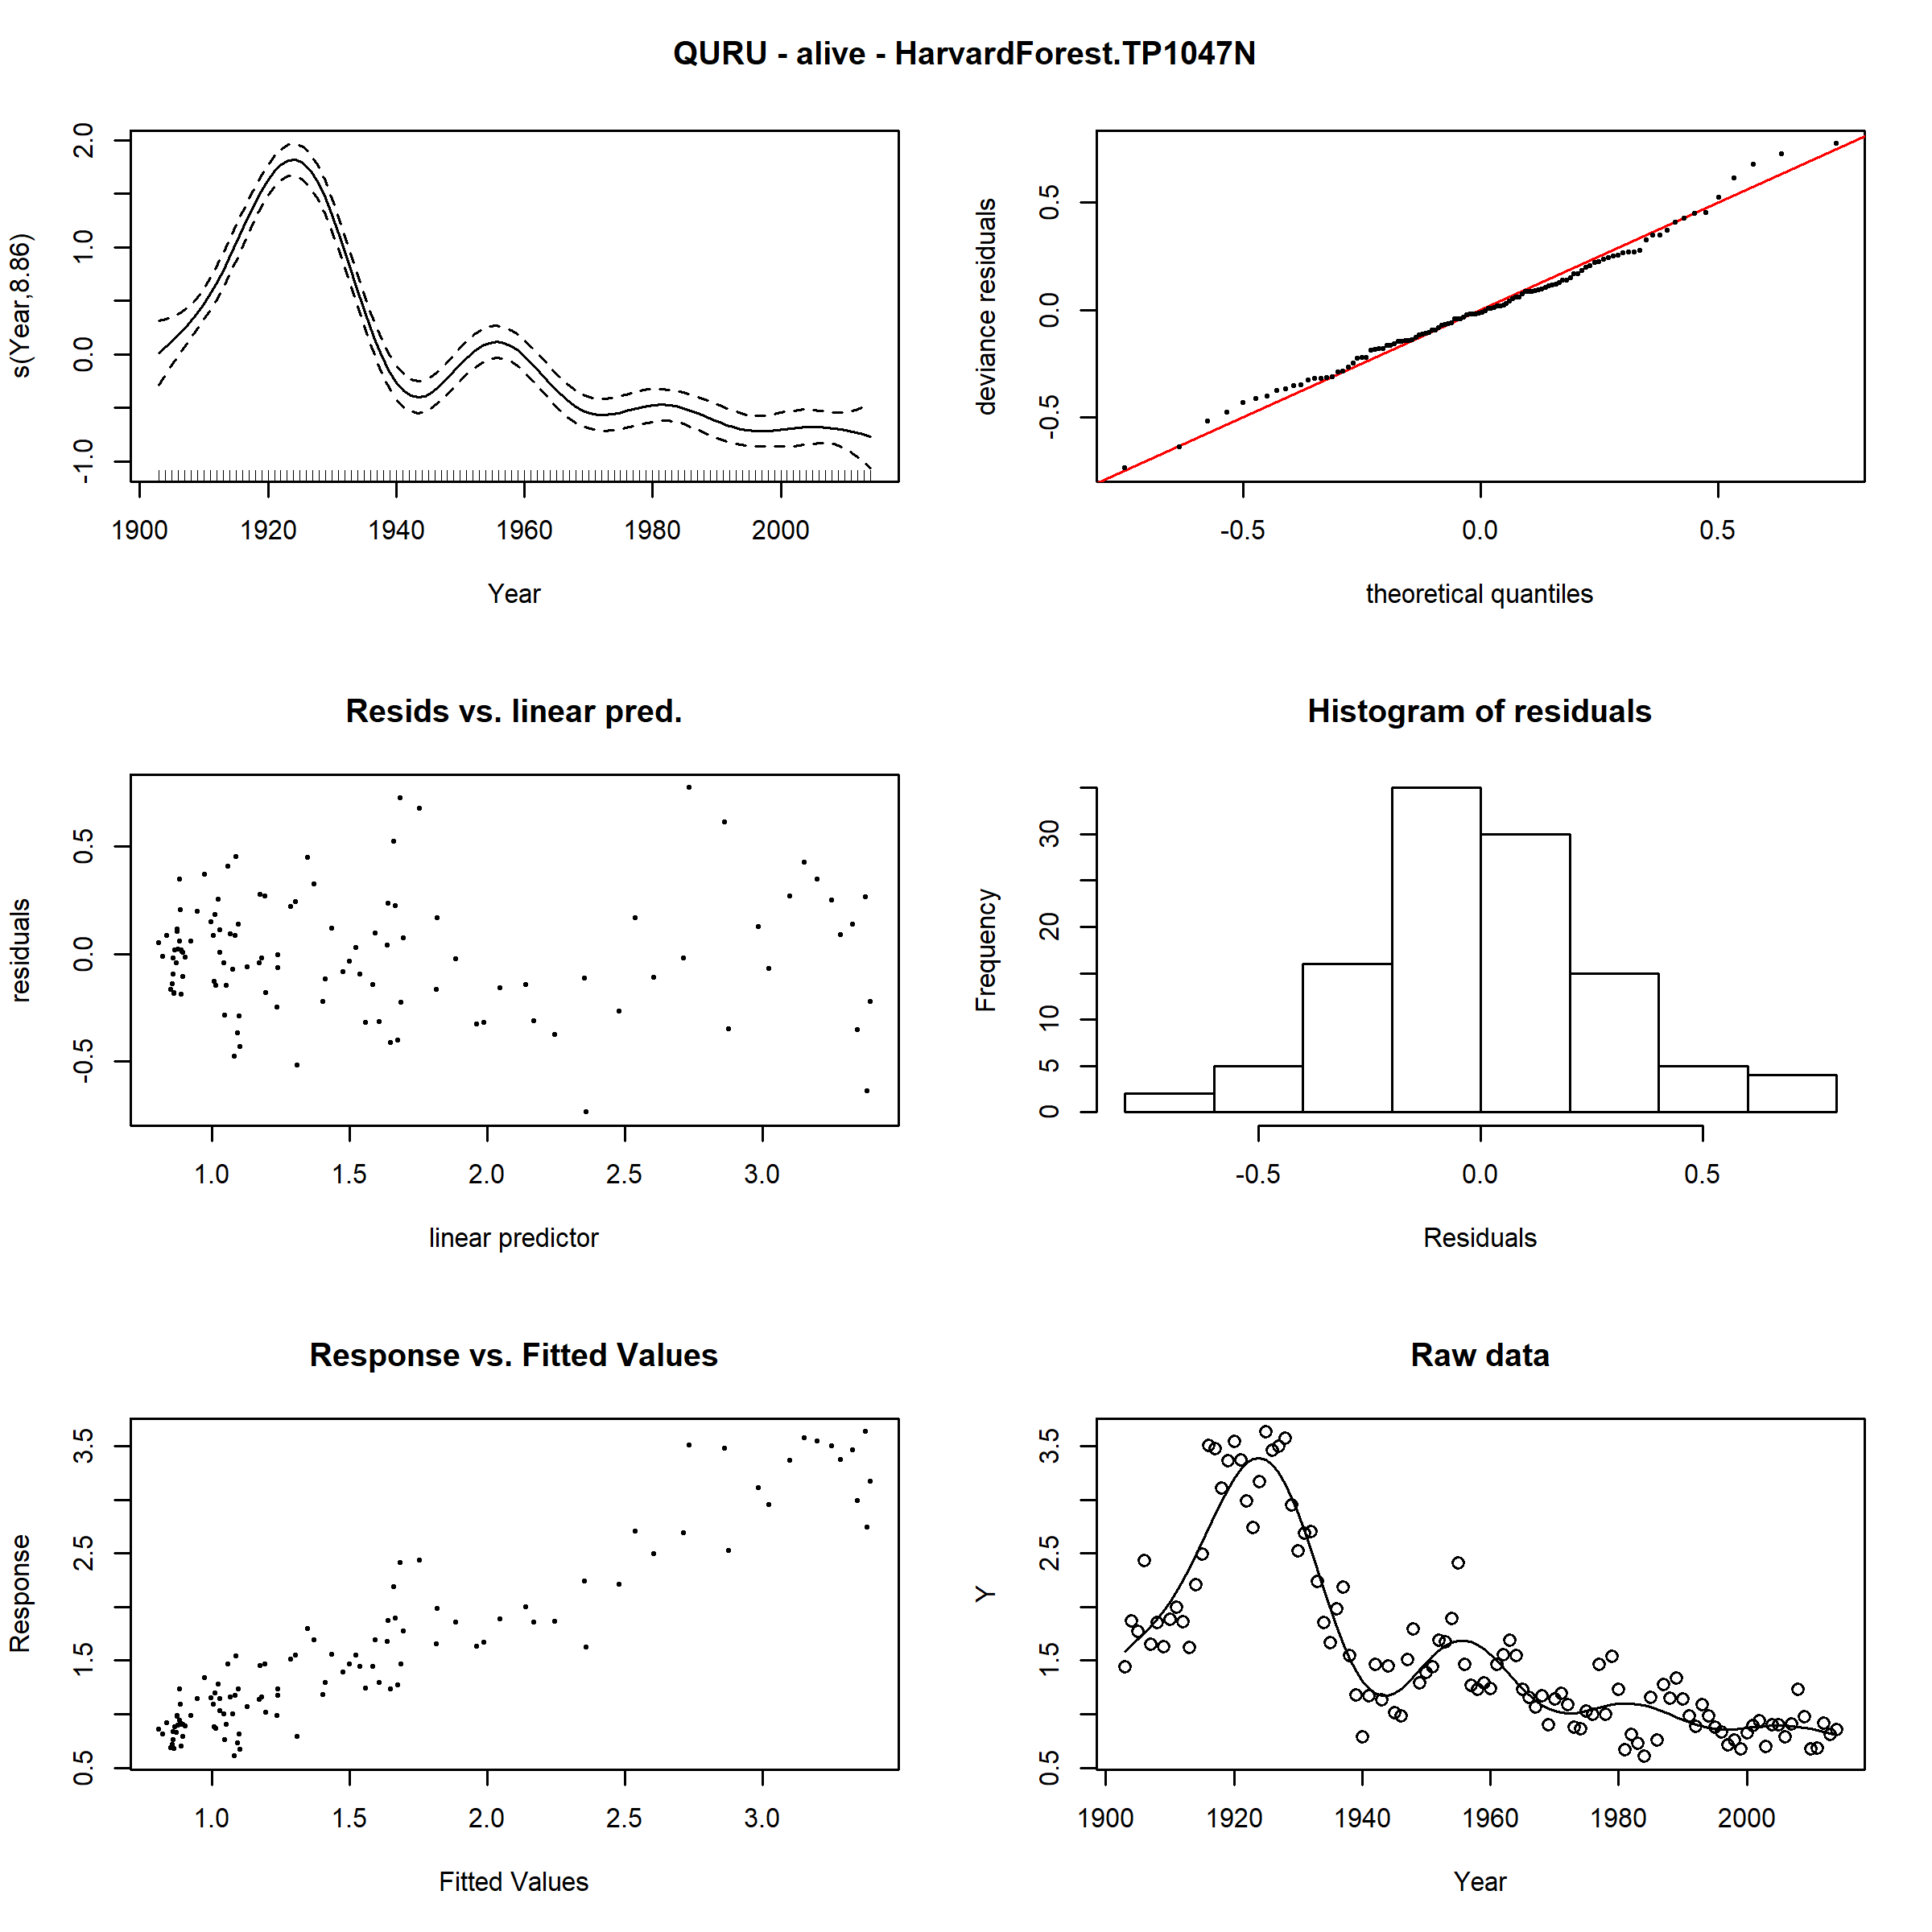 QURU - alive - HarvardForest.TP1047N
s(Year,8.86)
2.0
1.0
0.0
-1.0
1900 1920 1940 1960 1980 2000
Year
deviance residuals
0.5
0.0
-0.5
-0.5 0.0 0.5
theoretical quantiles
Resids vs. linear pred.
residuals
0.5
0.0
-0.5
1.0 1.5 2.0 2.5 3.0
linear predictor
Histogram of residuals
Frequency
30
20
10
5
0
-0.5 0.0 0.5
Residuals
Response vs. Fitted Values
Response
3.5
2.5
1.5
0.5
1.0 1.5 2.0 2.5 3.0
Fitted Values
Raw data
Y
3.5
2.5
1.5
0.5
1900 1920 1940 1960 1980 2000
Year